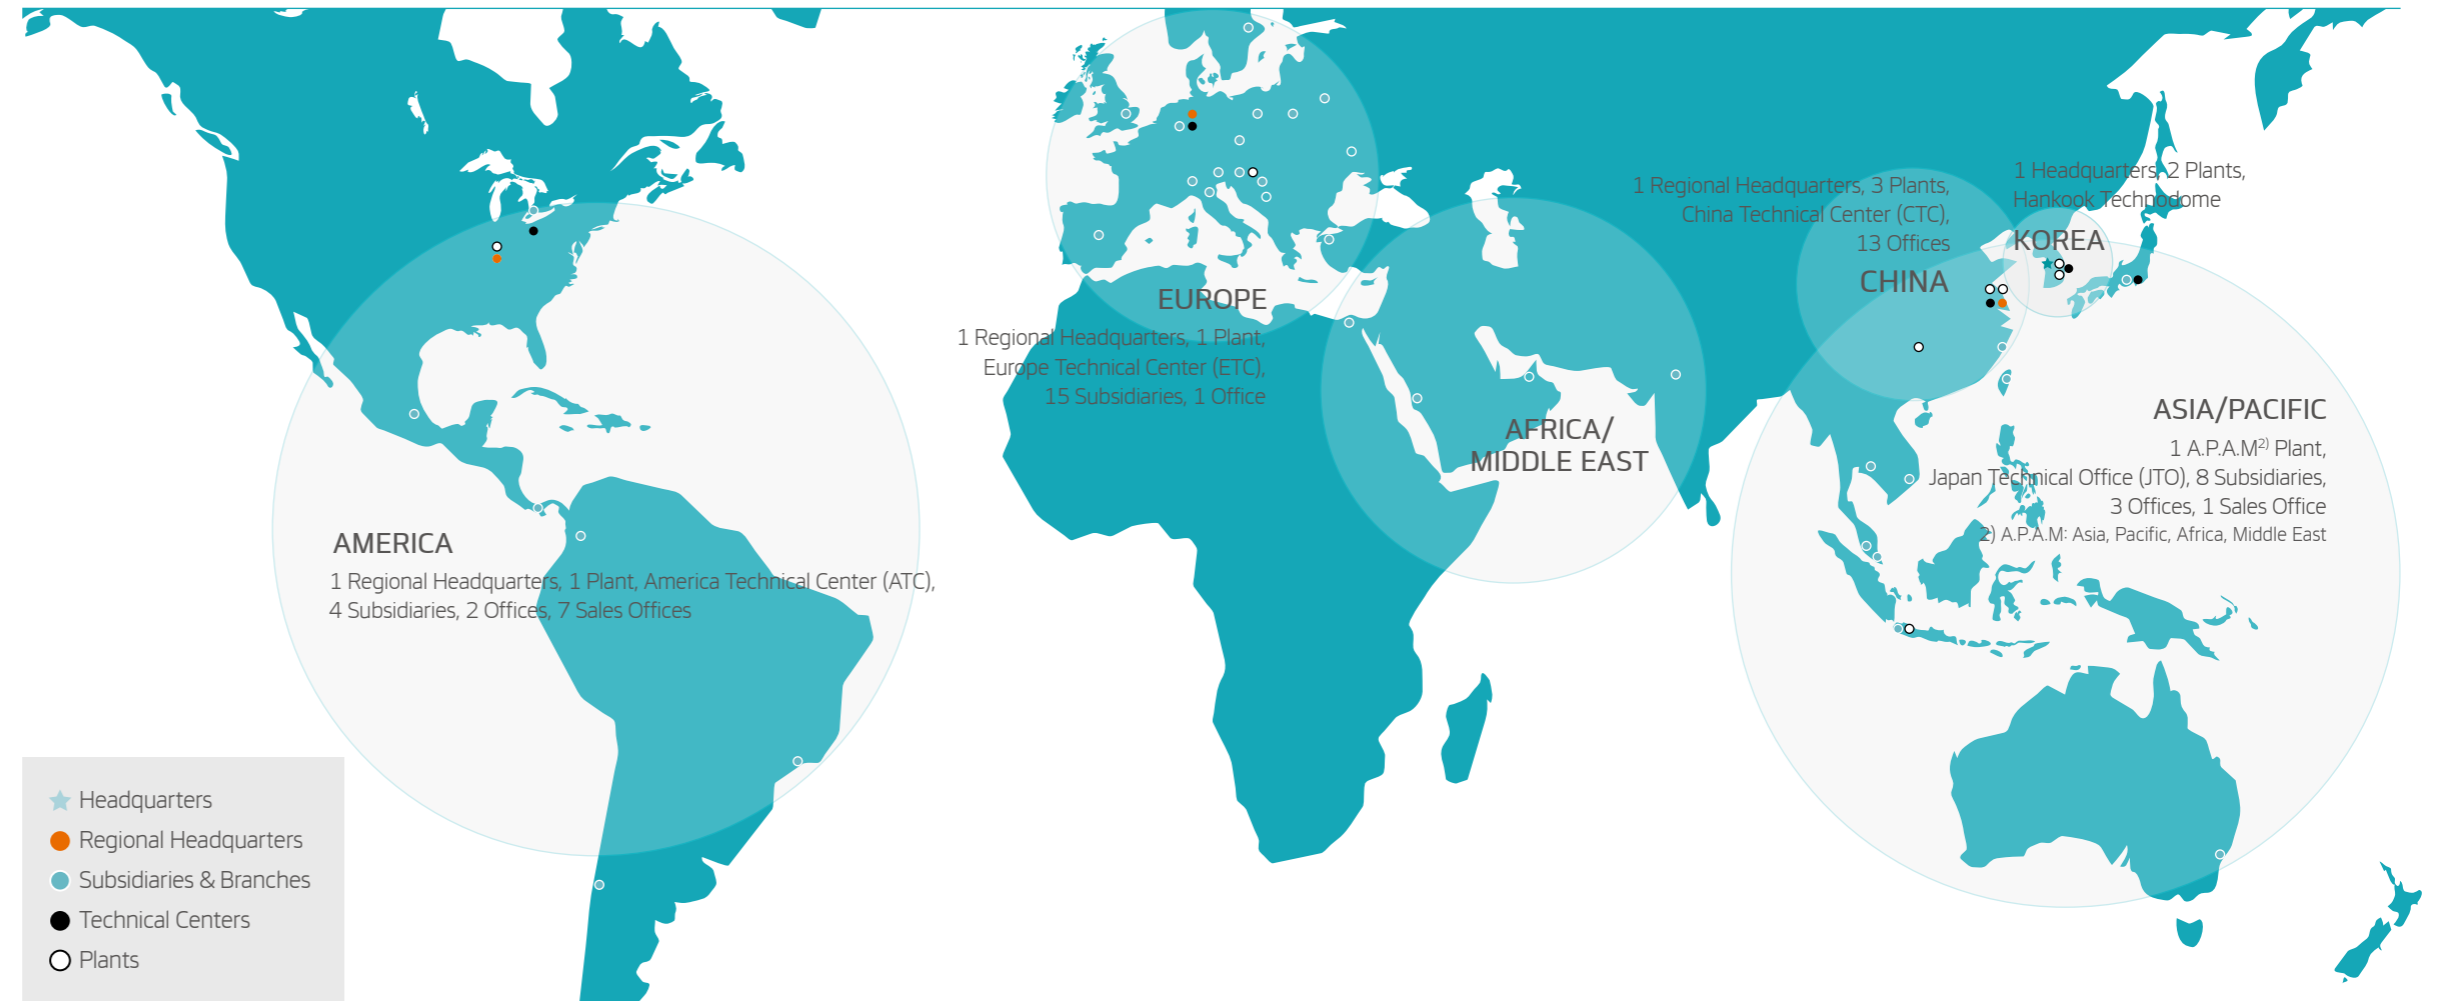 1 Headquarters, 2 Plants,
Hankook Technodome
KOREA
1 Regional Headquarters, 3 Plants,
China Technical Center (CTC),
13 Offices
CHINA
EUROPE
1 Regional Headquarters, 1 Plant,
Europe Technical Center (ETC),
15 Subsidiaries, 1 Office
AFRICA/
MIDDLE EAST
ASIA/PACIFIC
1 A.P.A.M2) Plant,
Japan Technical Office (JTO), 8 Subsidiaries,
3 Offices, 1 Sales Office
2) A.P.A.M: Asia, Pacific, Africa, Middle East
AMERICA
1 Regional Headquarters, 1 Plant, America Technical Center (ATC),
4 Subsidiaries, 2 Offices, 7 Sales Offices
Headquarters
Regional Headquarters
Subsidiaries & Branches
Technical Centers
Plants